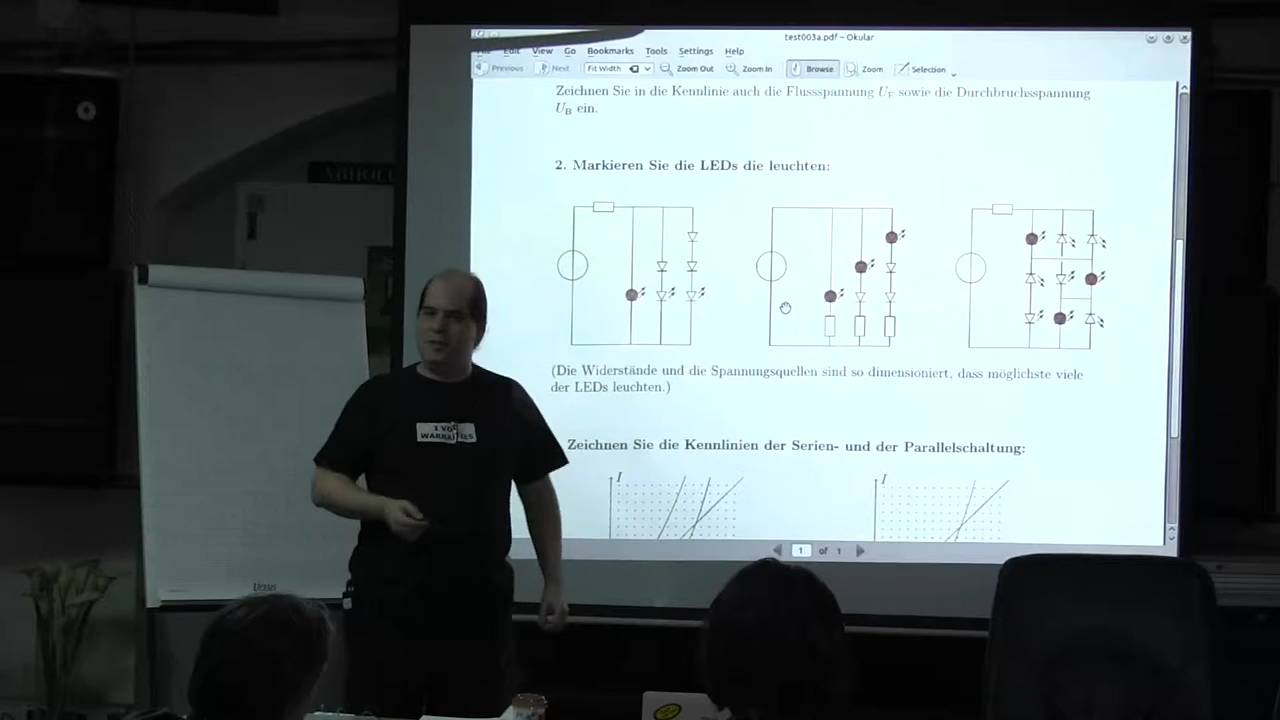 test003a.pdf – Okular
Edit View Go Bookmarks Tools Settings Help
Previous Next Fit Width Zoom Out Zoom In Browse Zoom Selection
Zeichnen Sie in die Kennlinie auch die Flussspannung U_F sowie die Durchbruchsspannung
U_B ein.
2. Markieren Sie die LEDs die leuchten:
(Die Widerstände und die Spannungsquellen sind so dimensioniert, dass möglichste viele
der LEDs leuchten.)
Zeichnen Sie die Kennlinien der Serien- und der Parallelschaltung:
I
I
1 of 1